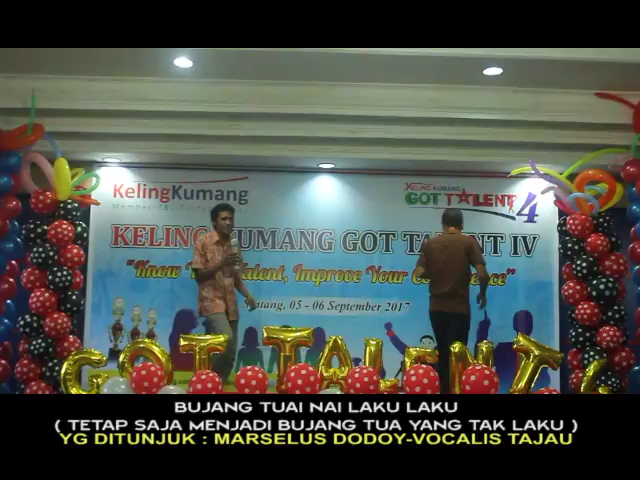 KelingKumang
KELING KUMANG
GOT TALENT
4
KELING KUMANG GOT TALENT IV
"Know Talent, Improve Your
05 - 06 September 2017
GOT TALENT 4
BUJANG TUAI NAI LAKU LAKU
( TETAP SAJA MENJADI BUJANG TUA YANG TAK LAKU )
YG DITUNJUK : MARSELUS DODOY-VOCALIS TAJAU